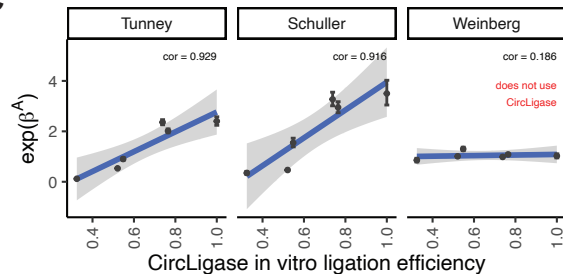 Tunney
Schuller
Weinberg
cor = 0.929
cor = 0.916
cor = 0.186
does not use
CircLigase
exp(β^A)
4
2
0
0.4
0.6
0.8
1.0
0.4
0.6
0.8
1.0
0.4
0.6
0.8
1.0
CircLigase in vitro ligation efficiency